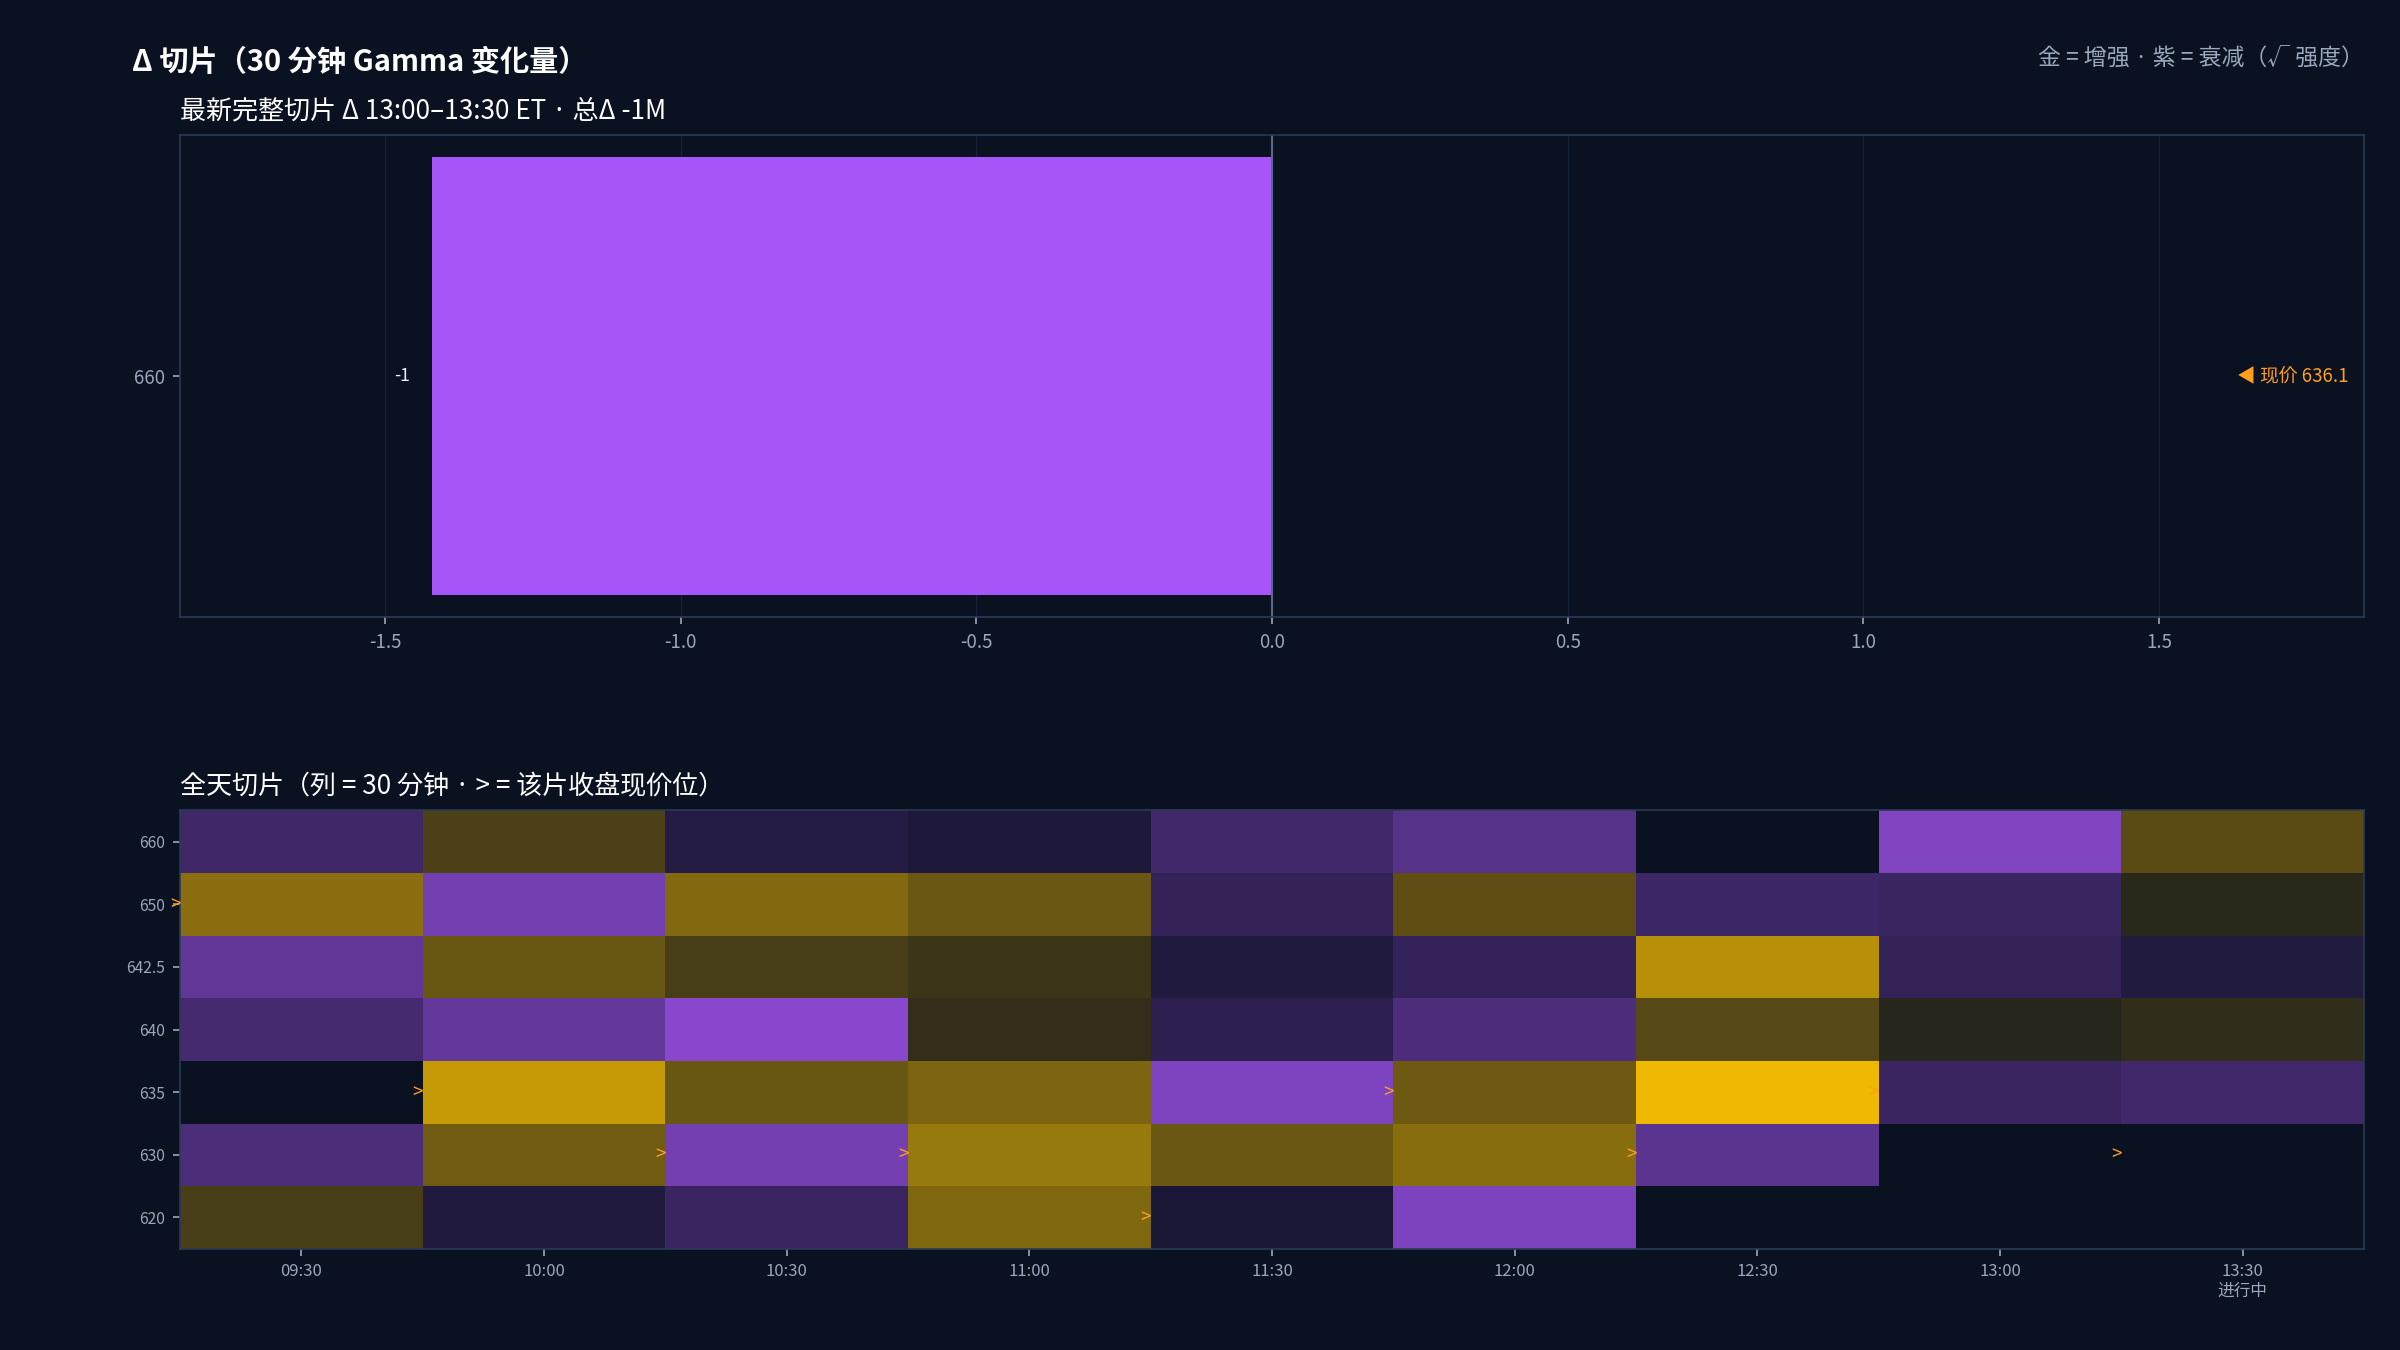 Δ 切片（30 分钟 Gamma 变化量）
金 = 增强 · 紫 = 衰减（√ 强度）
最新完整切片 Δ 13:00–13:30 ET · 总Δ -1M
660
-1
◀ 现价 636.1
-1.5 -1.0 -0.5 0.0 0.5 1.0 1.5
全天切片（列 = 30 分钟 · > = 该片收盘现价位）
660
650 >
642.5
640
635 > > >
630 > > > >
620 >
09:30 10:00 10:30 11:00 11:30 12:00 12:30 13:00 13:30
进行中